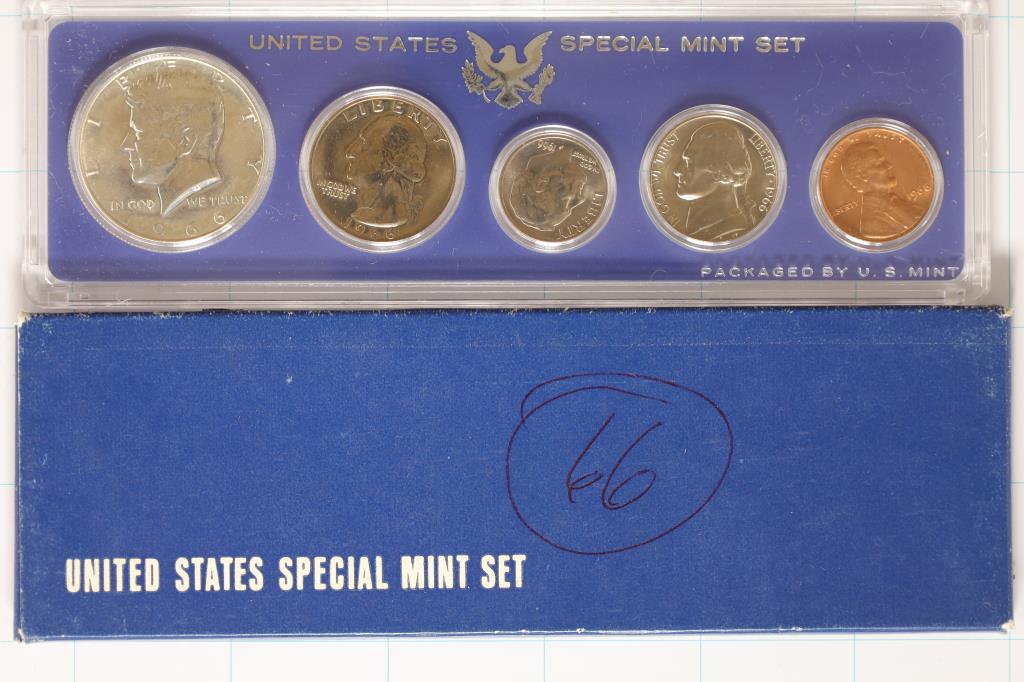 UNITED STATES SPECIAL MINT SET
LIBERTY
IN GOD WE TRUST
1966
LIBERTY
IN GOD WE
TRUST
1966
1966
LIBERTY
IN GOD WE TRUST
LIBERTY 1966
LIBERTY
1966
PACKAGED BY U.S. MINT
66
UNITED STATES SPECIAL MINT SET